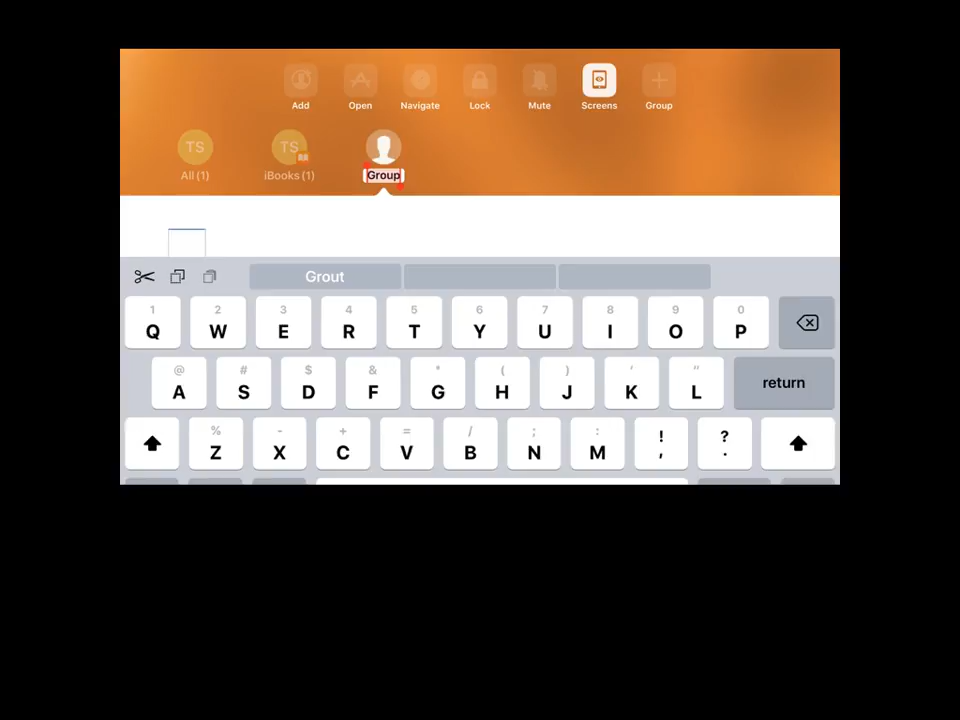 Add Open Navigate Lock Mute Screens Group
TS TS
All (1) iBooks (1) Group
Grout
1 2 3 4 5 6 7 8 9 0
Q W E R T Y U I O P
@ # $ & * ( ) ' "
A S D F G H J K L return
% - + = / ; : ! ?
Z X C V B N M , .